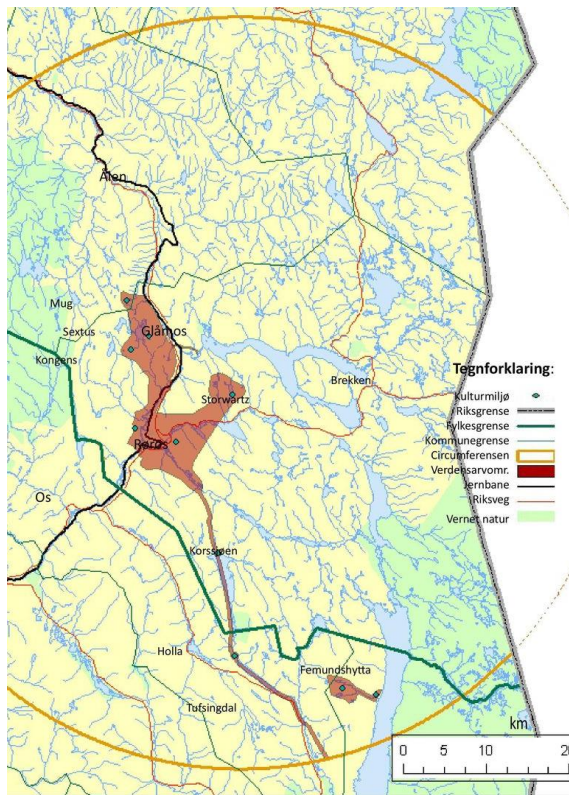 Ålen
Mug
Sextus
Glåmos
Kongens
Tegnforklaring:
Brekken
Storwartz
Kulturmiljø
Riksgrense
Fylkesgrense
Kommunegrense
Røros
Circumferensen
Verdensarvomr.
Jernbane
Os
Riksveg
Vernet natur
Korssjøen
Holla
Femundshytta
Tufsingdal
km
0 5 10 20